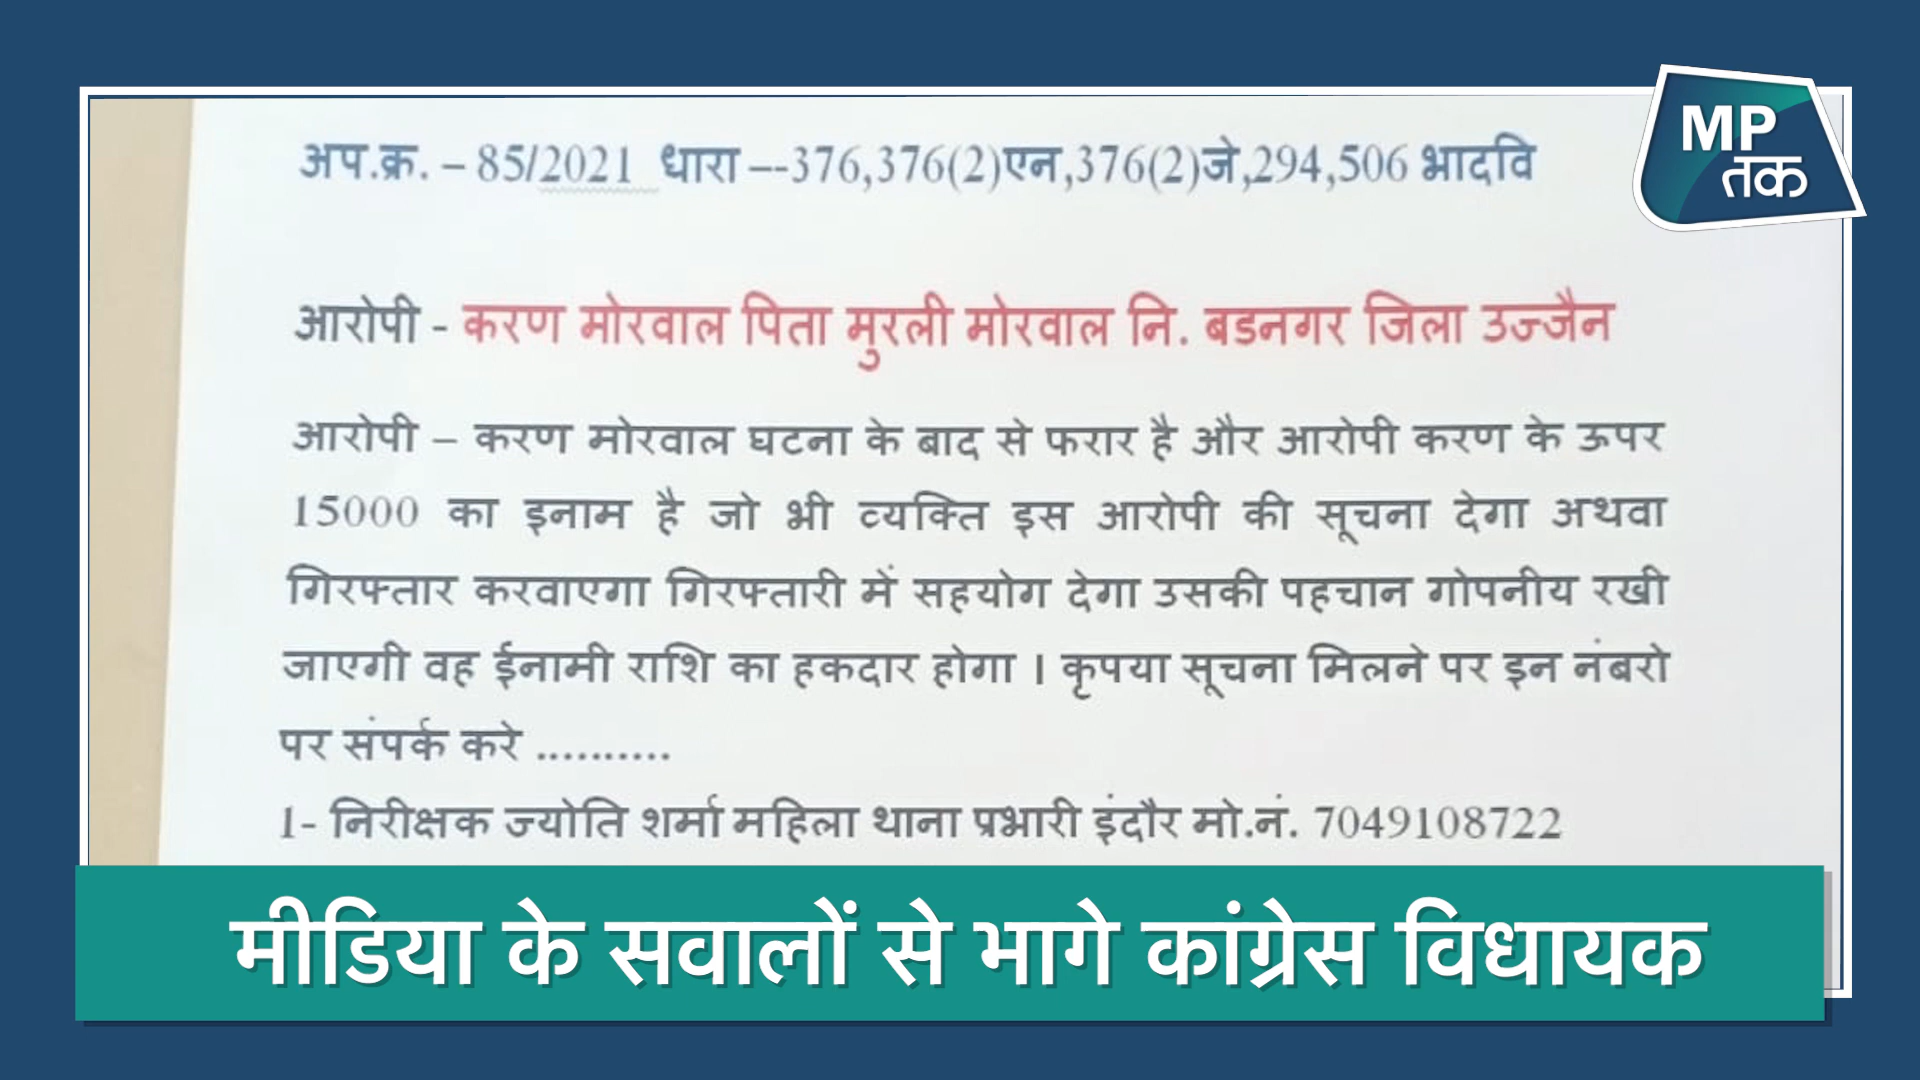 MP
तक
अप.क्र. – 85/2021 धारा –-376,376(2)एन,376(2)जे,294,506 भादवि
आरोपी - करण मोरवाल पिता मुरली मोरवाल नि. बडनगर जिला उज्जैन
आरोपी – करण मोरवाल घटना के बाद से फरार है और आरोपी करण के ऊपर
15000 का इनाम है जो भी व्यक्ति इस आरोपी की सूचना देगा अथवा
गिरफ्तार करवाएगा गिरफ्तारी में सहयोग देगा उसकी पहचान गोपनीय रखी
जाएगी वह ईनामी राशि का हकदार होगा । कृपया सूचना मिलने पर इन नंबरो
पर संपर्क करे ..........
1- निरीक्षक ज्योति शर्मा महिला थाना प्रभारी इंदौर मो.नं. 7049108722
मीडिया के सवालों से भागे कांग्रेस विधायक